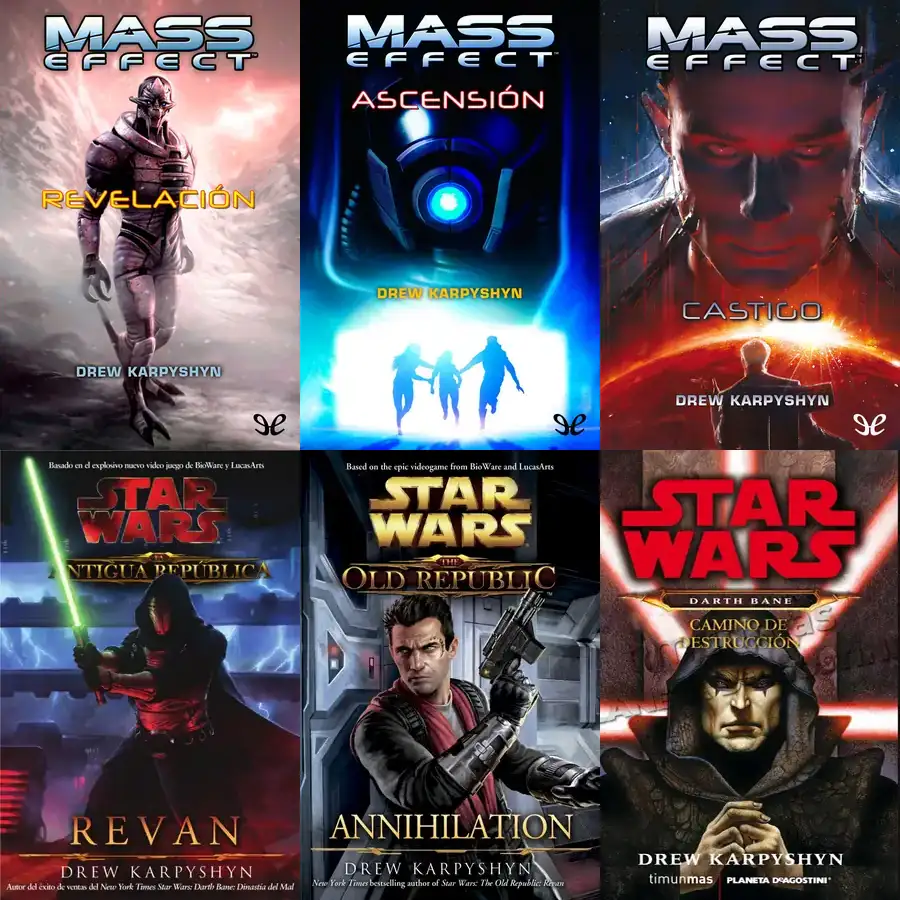 MASS
EFFECT™
REVELACIÓN
DREW KARPYSHYN
MASS
EFFECT™
ASCENSIÓN
DREW KARPYSHYN
MASS
EFFECT
CASTIGO
DREW KARPYSHYN
Basado en el explosivo nuevo video juego de BioWare y LucasArts
STAR
WARS
LA
ANTIGUA REPÚBLICA
REVAN
DREW KARPYSHYN
Autor del éxito de ventas del New York Times Star Wars: Darth Bane: Dinastía del Mal
Based on the epic videogame from BioWare and LucasArts
STAR
WARS
THE
OLD REPUBLIC™
ANNIHILATION
DREW KARPYSHYN
New York Times bestselling author of Star Wars: The Old Republic: Revan
STAR
WARS
DARTH BANE
CAMINO DE
DESTRUCCIÓN
DREW KARPYSHYN
timunmas PLANETA DeAGOSTINI